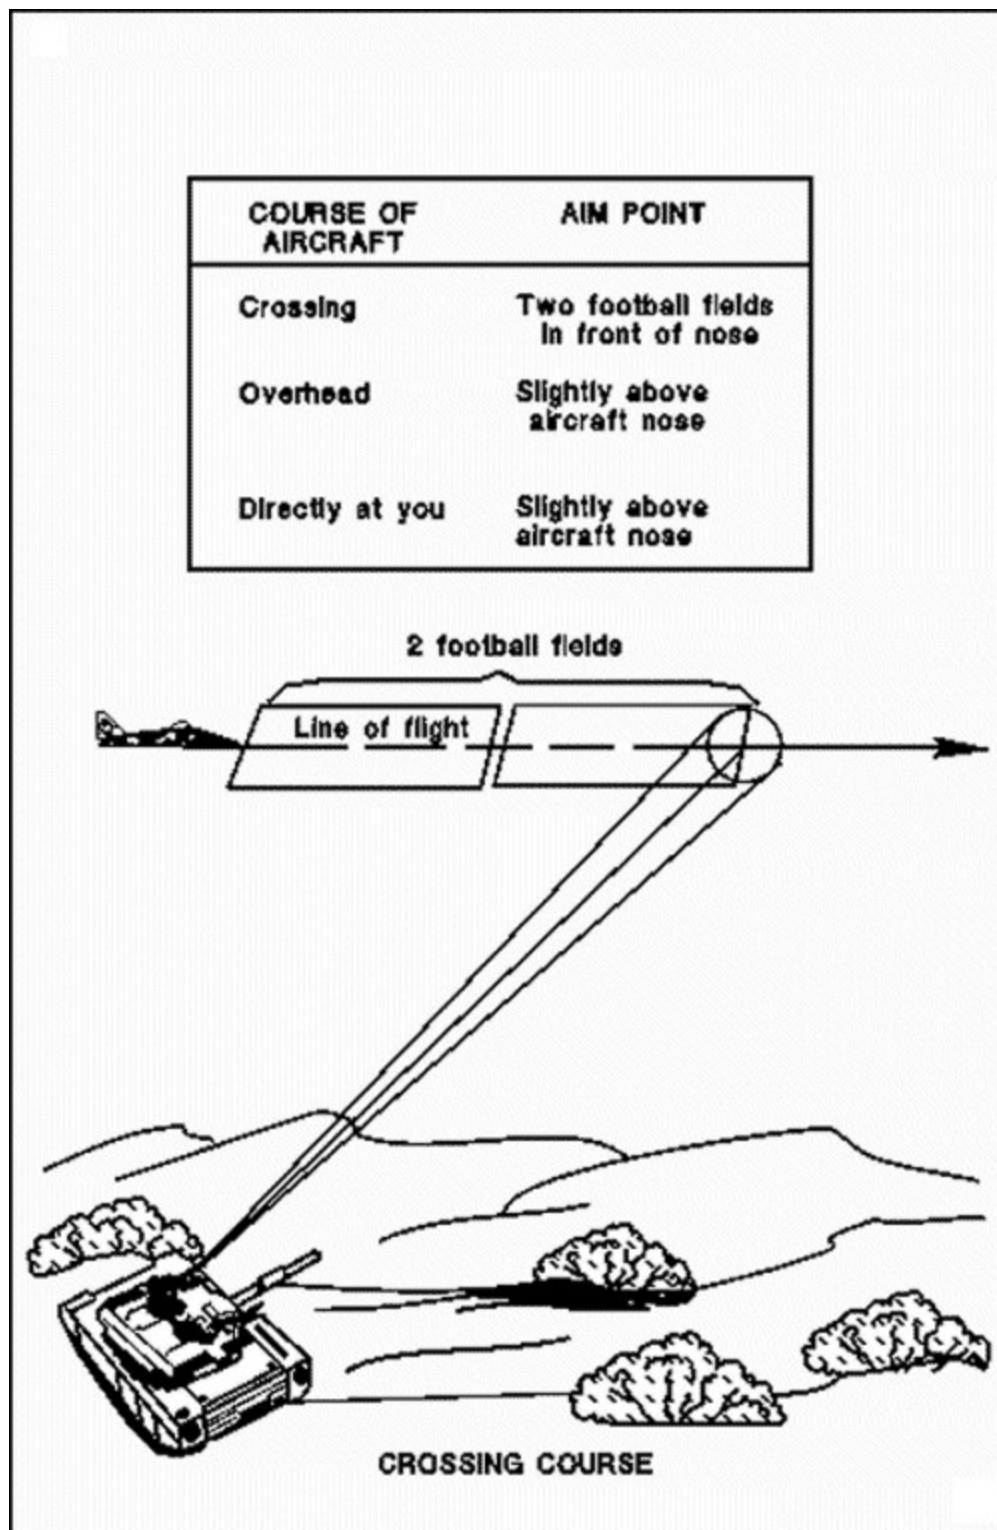 COURSE OF AIM POINT
AIRCRAFT
Crossing Two football fields
in front of nose
Overhead Slightly above
aircraft nose
Directly at you Slightly above
aircraft nose
2 football fields
Line of flight
CROSSING COURSE